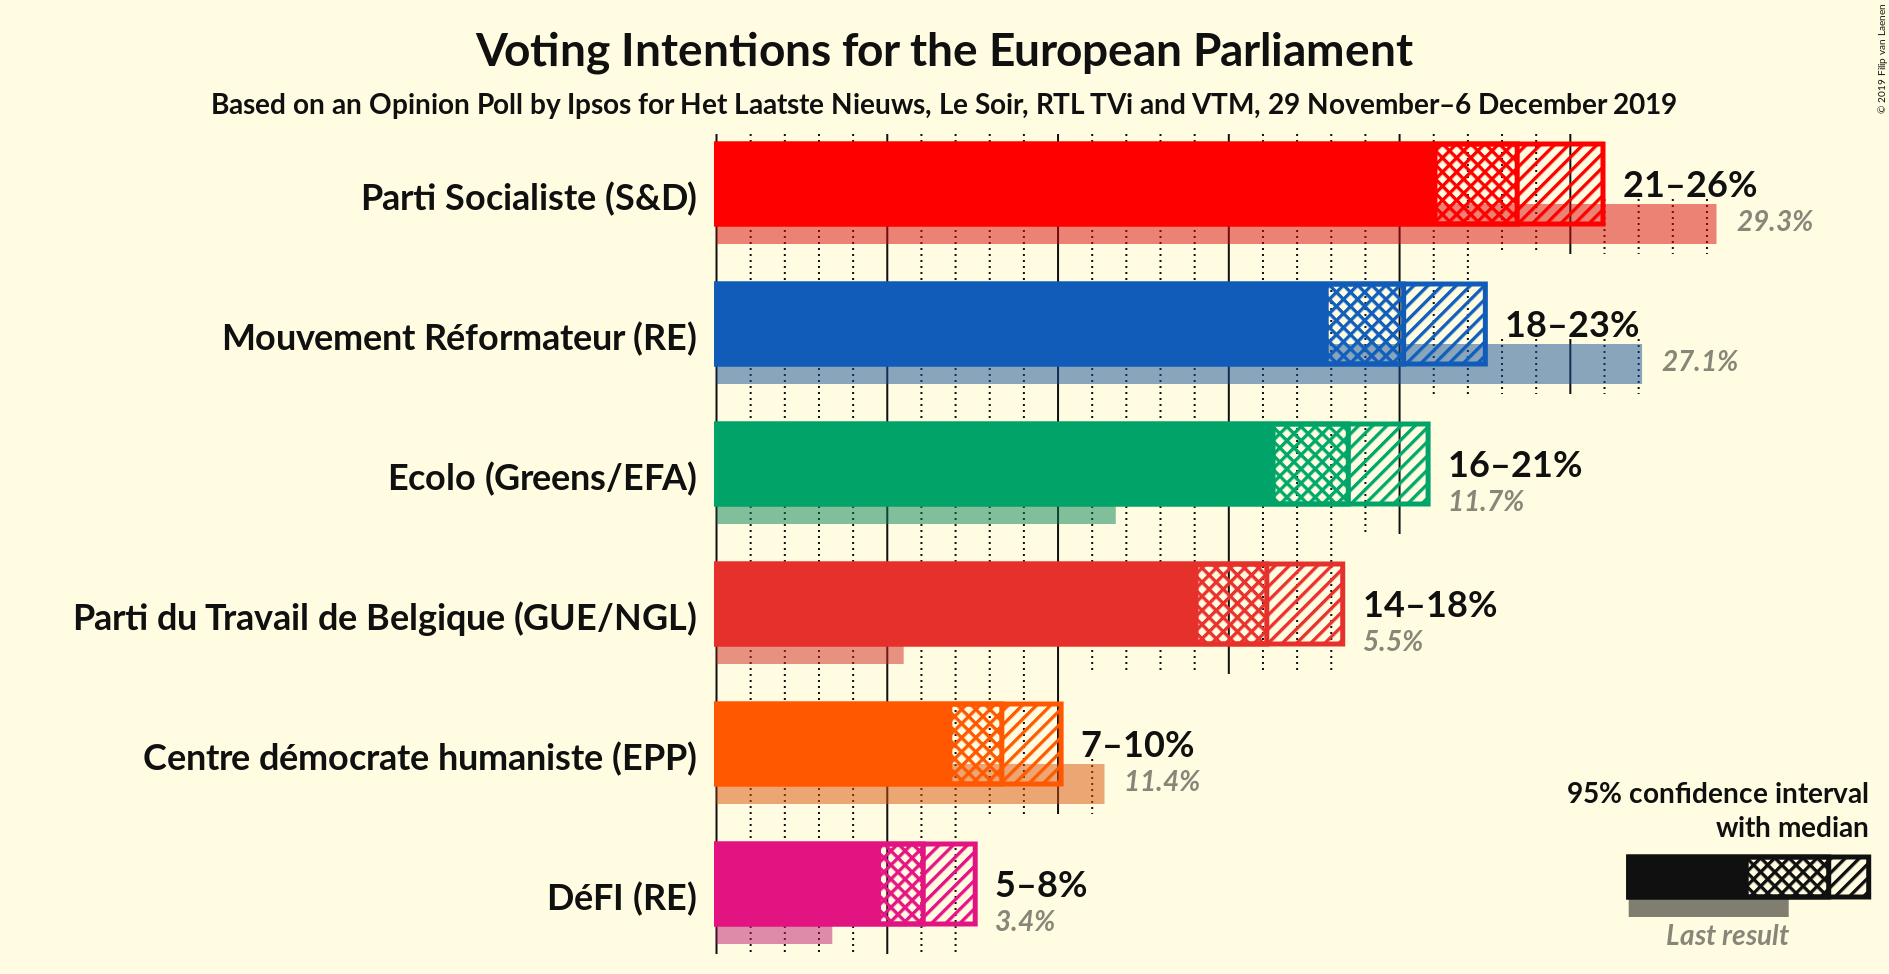 Voting Intentions for the European Parliament
Based on an Opinion Poll by Ipsos for Het Laatste Nieuws, Le Soir, RTL TVi and VTM, 29 November–6 December 2019
© 2019 Filip van Laenen
Parti Socialiste (S&D)
21–26%
29.3%
Mouvement Réformateur (RE)
18–23%
27.1%
Ecolo (Greens/EFA)
16–21%
11.7%
Parti du Travail de Belgique (GUE/NGL)
14–18%
5.5%
Centre démocrate humaniste (EPP)
7–10%
11.4%
DéFI (RE)
5–8%
3.4%
95% confidence interval
with median
Last result